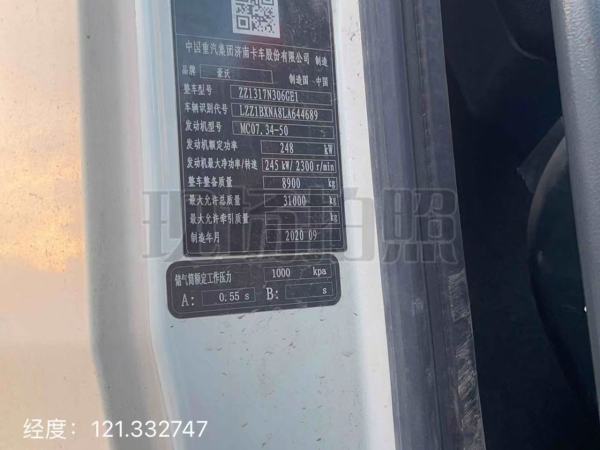 中国重汽集团济南卡车股份有限公司 制造
品牌 豪沃 制造国 中国
整车型号 ZZ1317N306GE1
车辆识别代号 LZZ1BXNA8LA644689
发动机型号 MC07.34-50
发动机额定功率 248 kW
发动机最大净功率/转速 245 kW/ 2300 r/min
整车整备质量 8900 kg
最大允许总质量 31000 kg
最大允许牵引质量 kg
制造年月 2020 09
现场拍照
储气筒额定工作压力 1000 kpa
A: 0.55 s B: s
经度: 121.332747